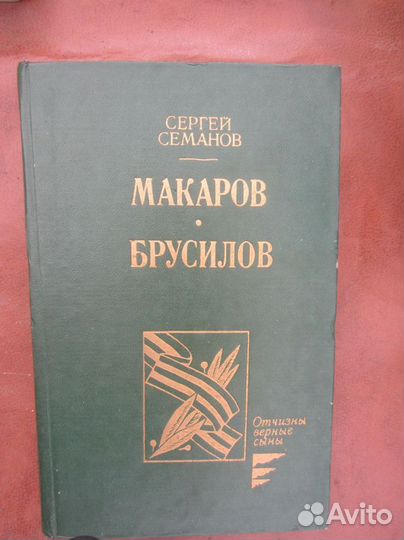 СЕРГЕЙ
СЕМАНОВ
МАКАРОВ
•
БРУСИЛОВ
Отчизны
верные
сыны
Avito